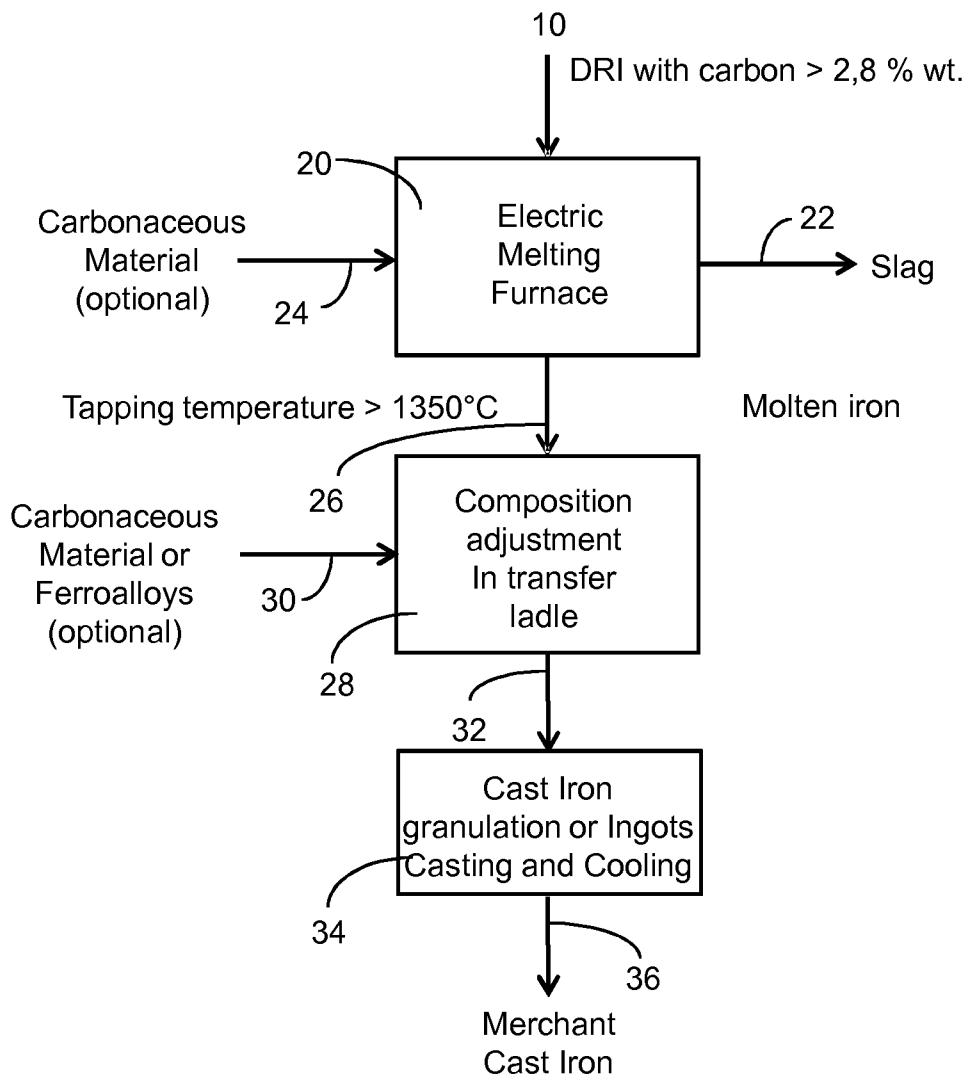 10
DRI with carbon > 2,8 % wt.
20
Electric
Melting
Furnace
Carbonaceous
Material
(optional)
24
22
Slag
Tapping temperature > 1350°C
Molten iron
26
Composition
adjustment
In transfer
ladle
Carbonaceous
Material or
Ferroalloys
(optional)
30
28
32
Cast Iron
granulation or Ingots
Casting and Cooling
34
36
Merchant
Cast Iron